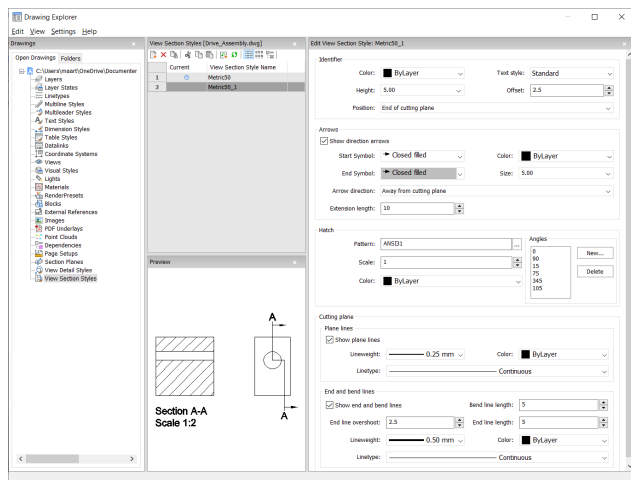 Drawing Explorer
Edit View Settings Help
Drawings
Open Drawings Folders
C:\Users\rneart\OneDrive\Documenter
Layers
Layer States
Linetypes
Multiline Styles
Multileader Styles
Text Styles
Dimension Styles
Table Styles
Datalinks
Coordinate Systems
Views
Visual Styles
Lights
Materials
RenderPresets
Blocks
External References
Images
PDF Underlays
Point Clouds
Dependencies
Page Setups
Section Planes
View Detail Styles
View Section Styles
View Section Styles [Drive_Assembly.dwg]
Current View Section Style Name
1 Metric50
2 Metric50_1
Preview
A
A
Section A-A
Scale 1:2
Edit View Section Style: Metric50_1
Identifier
Color: ByLayer Text style: Standard
Height: 5.00 Offset: 2.5
Position: End of cutting plane
Arrows
Show direction arrows
Start Symbol: Closed filled Color: ByLayer
End Symbol: Closed filled Size: 5.00
Arrow direction: Away from cutting plane
Extension length: 10
Hatch
Pattern: ANSI31 ...
Scale: 1
Color: ByLayer
Angles
0
90
15
75
345
105
New...
Delete
Cutting plane
Plane lines
Show plane lines
Lineweight: 0.25 mm Color: ByLayer
Linetype: Continuous
End and bend lines
Show end and bend lines Bend line length: 5
End line overshoot: 2.5 End line length: 5
Lineweight: 0.50 mm Color: ByLayer
Linetype: Continuous